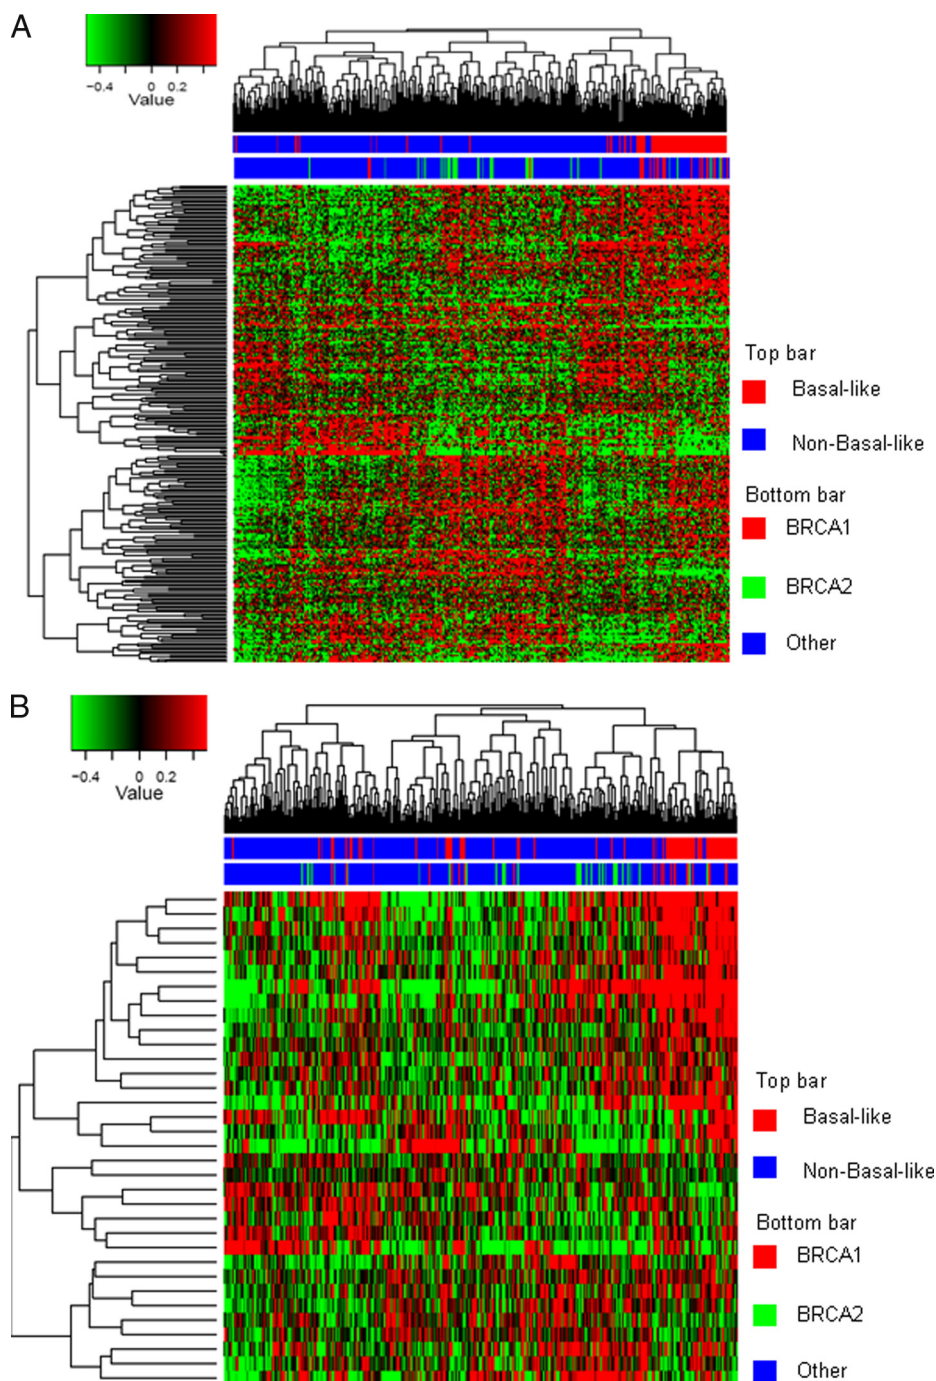 A
−0.4 0 0.2
Value
Top bar
Basal-like
Non-Basal-like
Bottom bar
BRCA1
BRCA2
Other
B
−0.4 0 0.2
Value
Top bar
Basal-like
Non-Basal-like
Bottom bar
BRCA1
BRCA2
Other